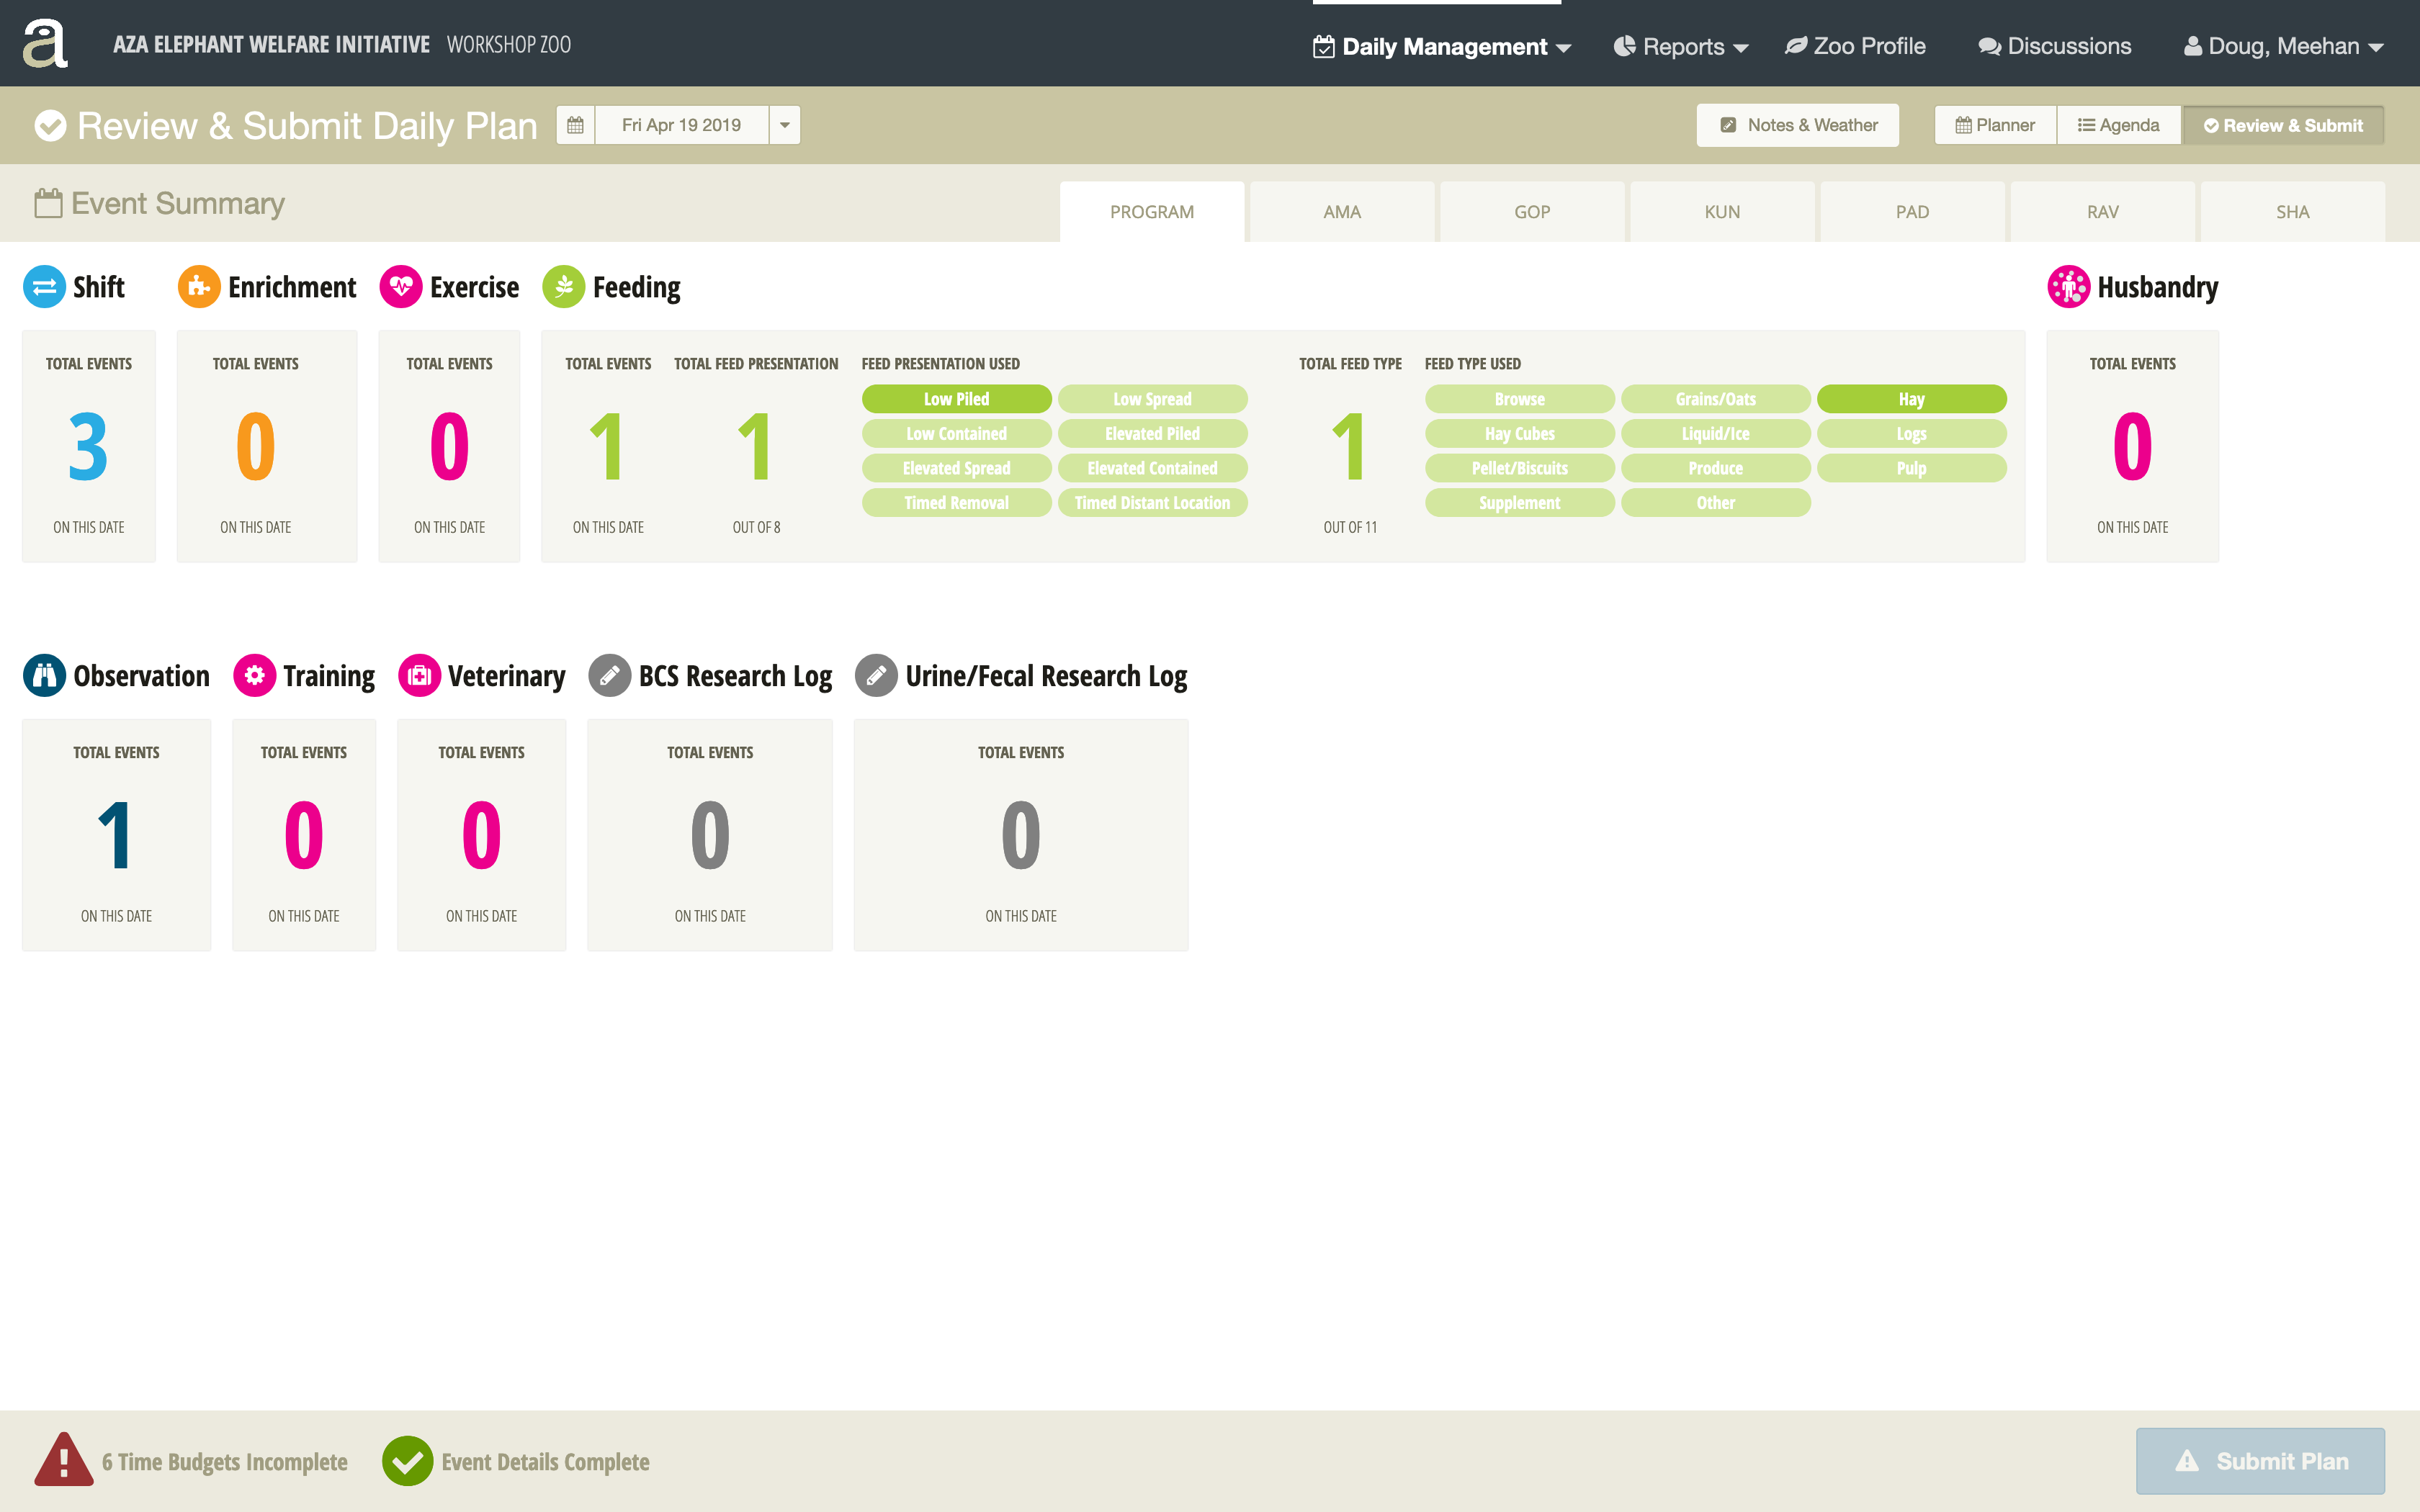 a AZA ELEPHANT WELFARE INITIATIVE WORKSHOP ZOO Daily Management Reports Zoo Profile Discussions Doug, Meehan
Review & Submit Daily Plan Fri Apr 19 2019 Notes & Weather Planner Agenda Review & Submit
Event Summary PROGRAM AMA GOP KUN PAD RAV SHA
Shift Enrichment Exercise Feeding Husbandry
TOTAL EVENTS TOTAL EVENTS TOTAL EVENTS TOTAL EVENTS TOTAL FEED PRESENTATION FEED PRESENTATION USED TOTAL FEED TYPE FEED TYPE USED TOTAL EVENTS
Low Piled Low Spread Browse Grains/Oats Hay
Low Contained Elevated Piled Hay Cubes Liquid/Ice Logs
3 0 0 1 1 1 0
Elevated Spread Elevated Contained Pellet/Biscuits Produce Pulp
Timed Removal Timed Distant Location Supplement Other
ON THIS DATE ON THIS DATE ON THIS DATE ON THIS DATE OUT OF 8 OUT OF 11 ON THIS DATE
Observation Training Veterinary BCS Research Log Urine/Fecal Research Log
TOTAL EVENTS TOTAL EVENTS TOTAL EVENTS TOTAL EVENTS TOTAL EVENTS
1 0 0 0 0
ON THIS DATE ON THIS DATE ON THIS DATE ON THIS DATE ON THIS DATE
6 Time Budgets Incomplete Event Details Complete Submit Plan